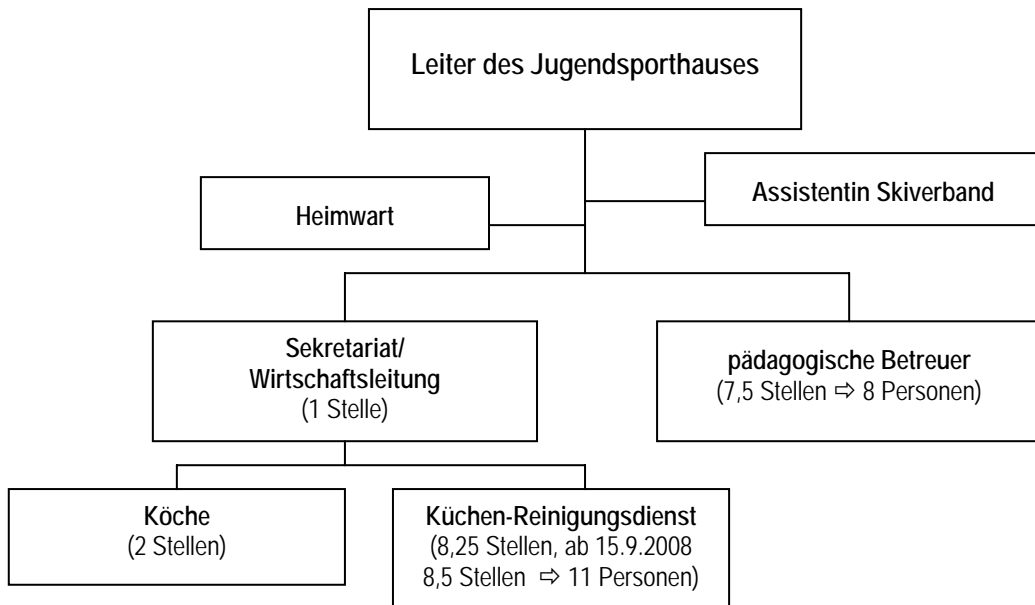 Leiter des Jugendsporthauses
Assistentin Skiverband
Heimwart
Sekretariat/
Wirtschaftsleitung
(1 Stelle)
pädagogische Betreuer
(7,5 Stellen ⇨ 8 Personen)
Köche
(2 Stellen)
Küchen-Reinigungsdienst
(8,25 Stellen, ab 15.9.2008
8,5 Stellen ⇨ 11 Personen)